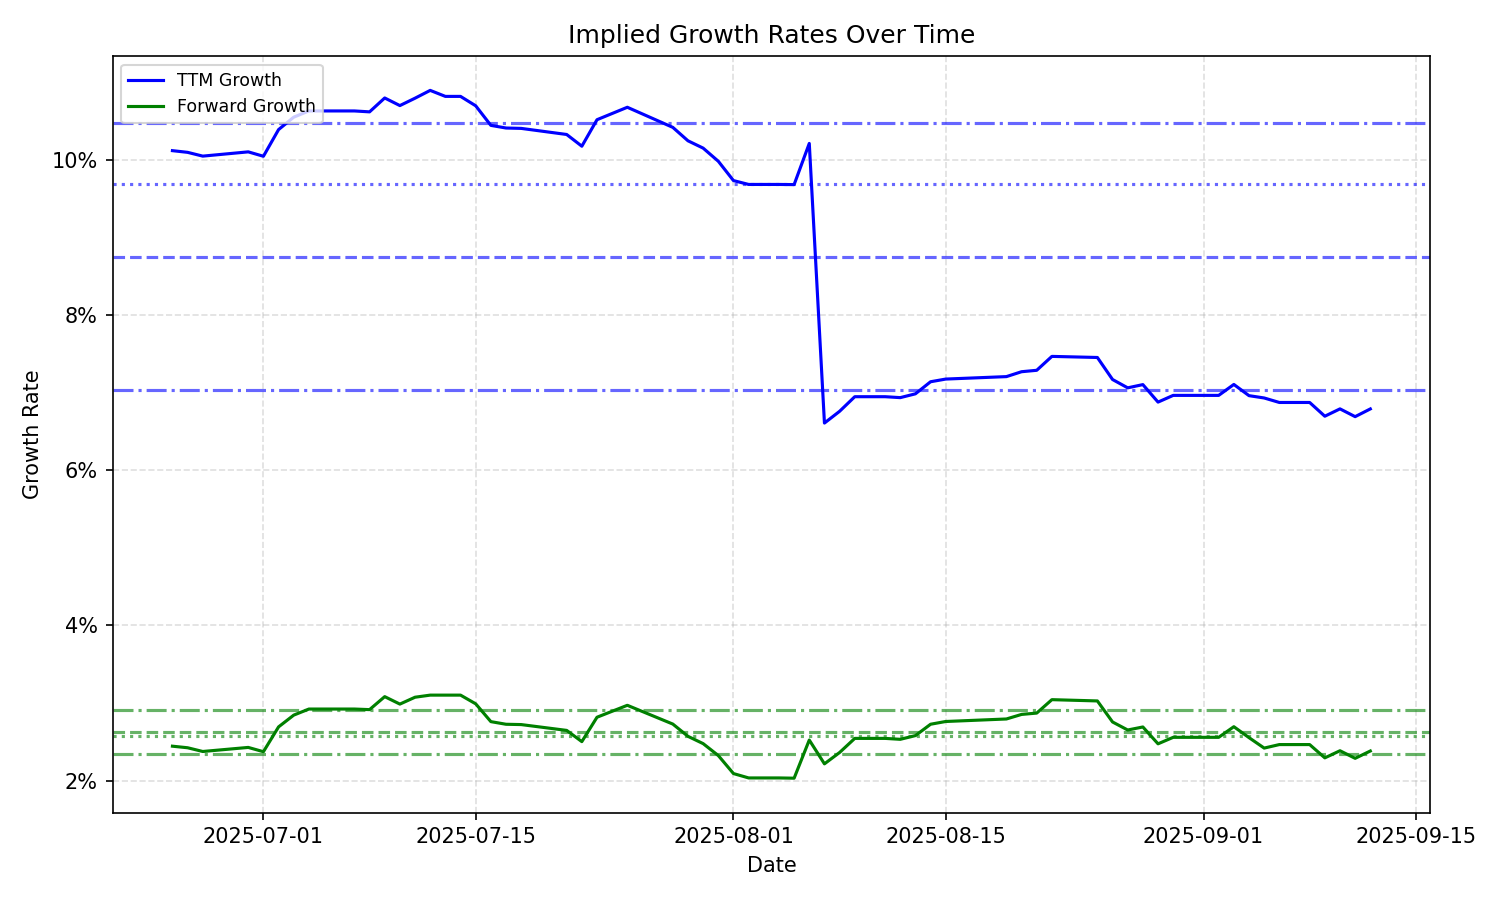 Implied Growth Rates Over Time
TTM Growth
Forward Growth
10%
8%
6%
4%
2%
Growth Rate
2025-07-01
2025-07-15
2025-08-01
2025-08-15
2025-09-01
2025-09-15
Date